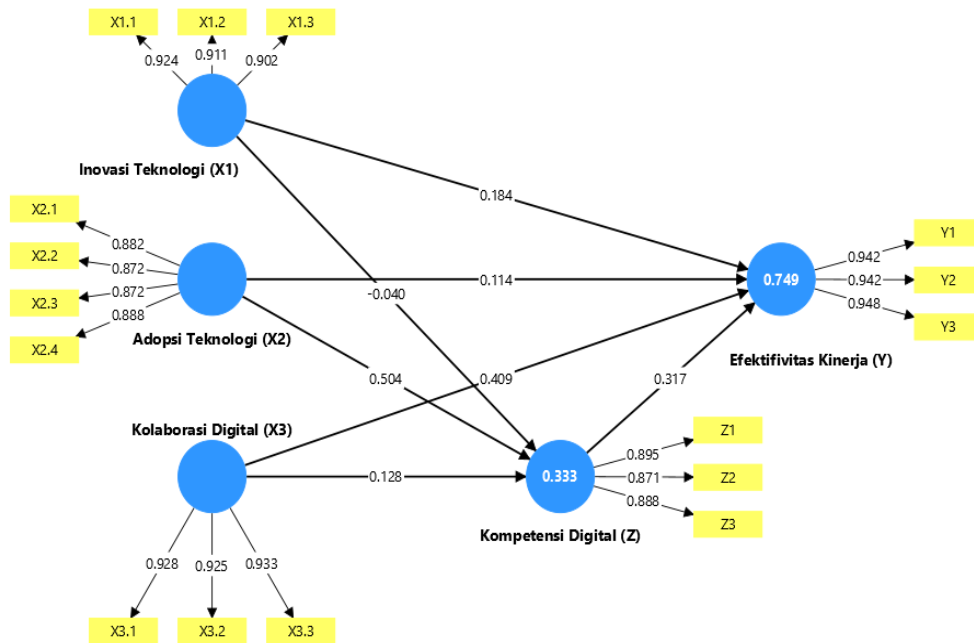 X1.1 X1.2 X1.3
0.924 0.911 0.902
Inovasi Teknologi (X1)
0.184
X2.1
0.882
X2.2
0.872
X2.3
0.872
X2.4
0.888
Adopsi Teknologi (X2)
0.114
-0.040
0.504
0.749
Y1
0.942
Y2
0.942
Y3
0.948
Efektifivitas Kinerja (Y)
0.409
0.317
Kolaborasi Digital (X3)
0.128
0.333
Z1
0.895
Z2
0.871
Z3
0.888
Kompetensi Digital (Z)
0.928 0.925 0.933
X3.1 X3.2 X3.3